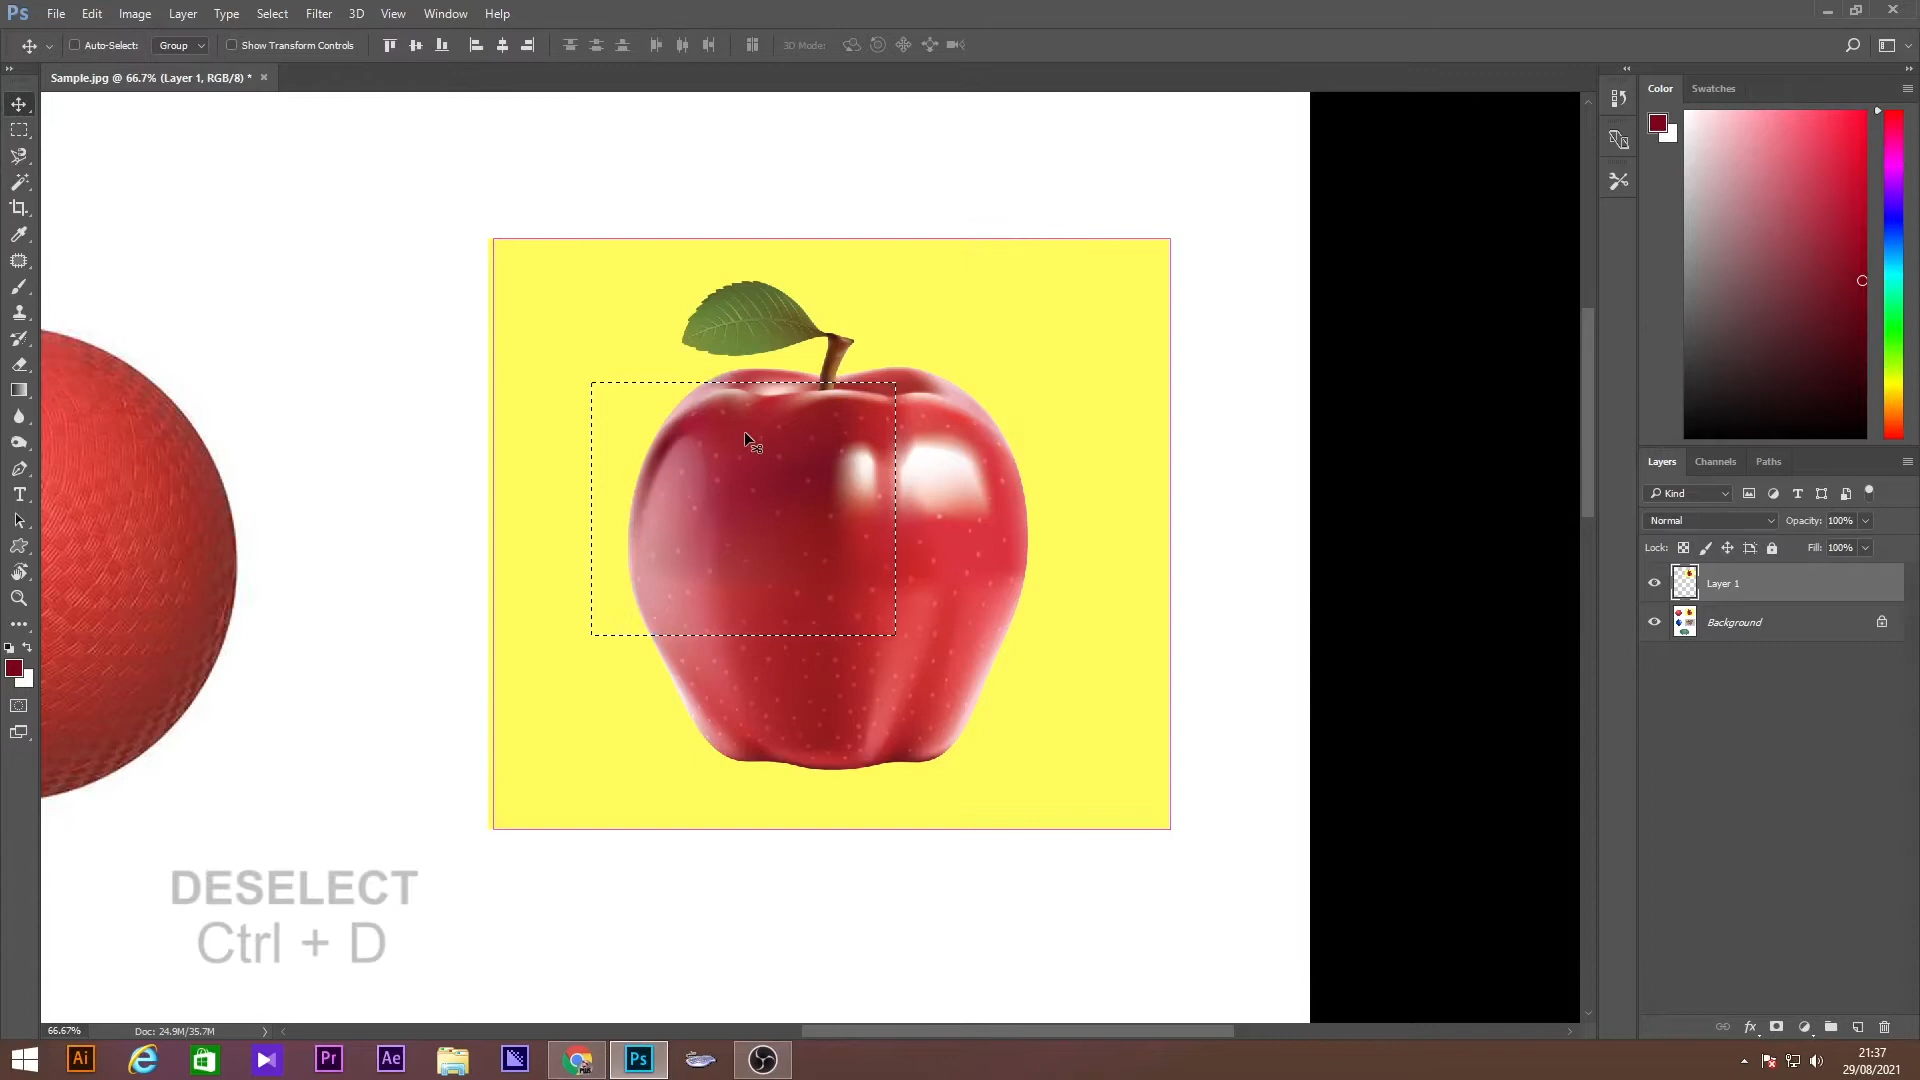 Ps File Edit Image Layer Type Select Filter 3D View Window Help
Auto-Select: Group Show Transform Controls 3D Mode:
Sample.jpg @ 66.7% (Layer 1, RGB/8) * ×
Color Swatches
Layers Channels Paths
Kind
Normal Opacity: 100%
Lock: Fill: 100%
Layer 1
Background
DESELECT
Ctrl + D
66.67% Doc: 24.9M/35.7M
fx
Ai Pr Ae Ps
21:37
29/08/2021